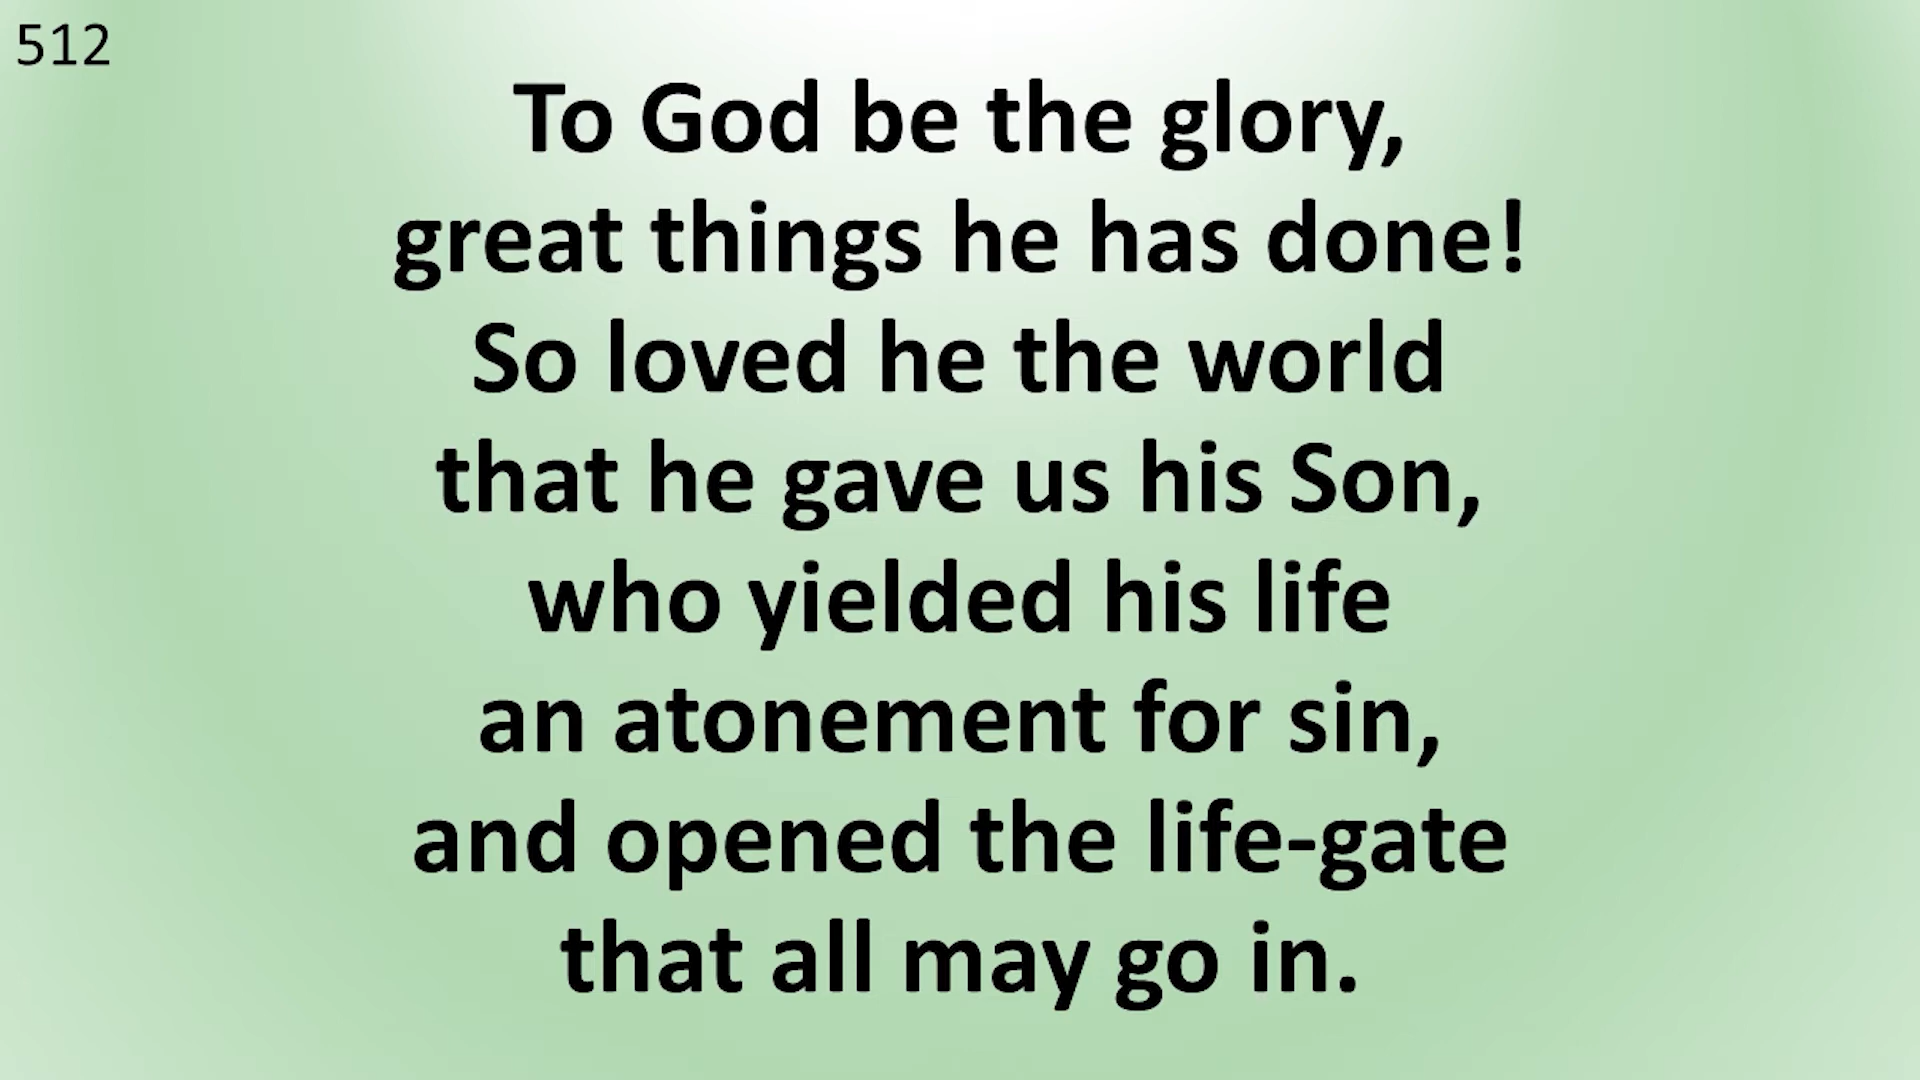 512
To God be the glory,
great things he has done!
So loved he the world
that he gave us his Son,
who yielded his life
an atonement for sin,
and opened the life-gate
that all may go in.